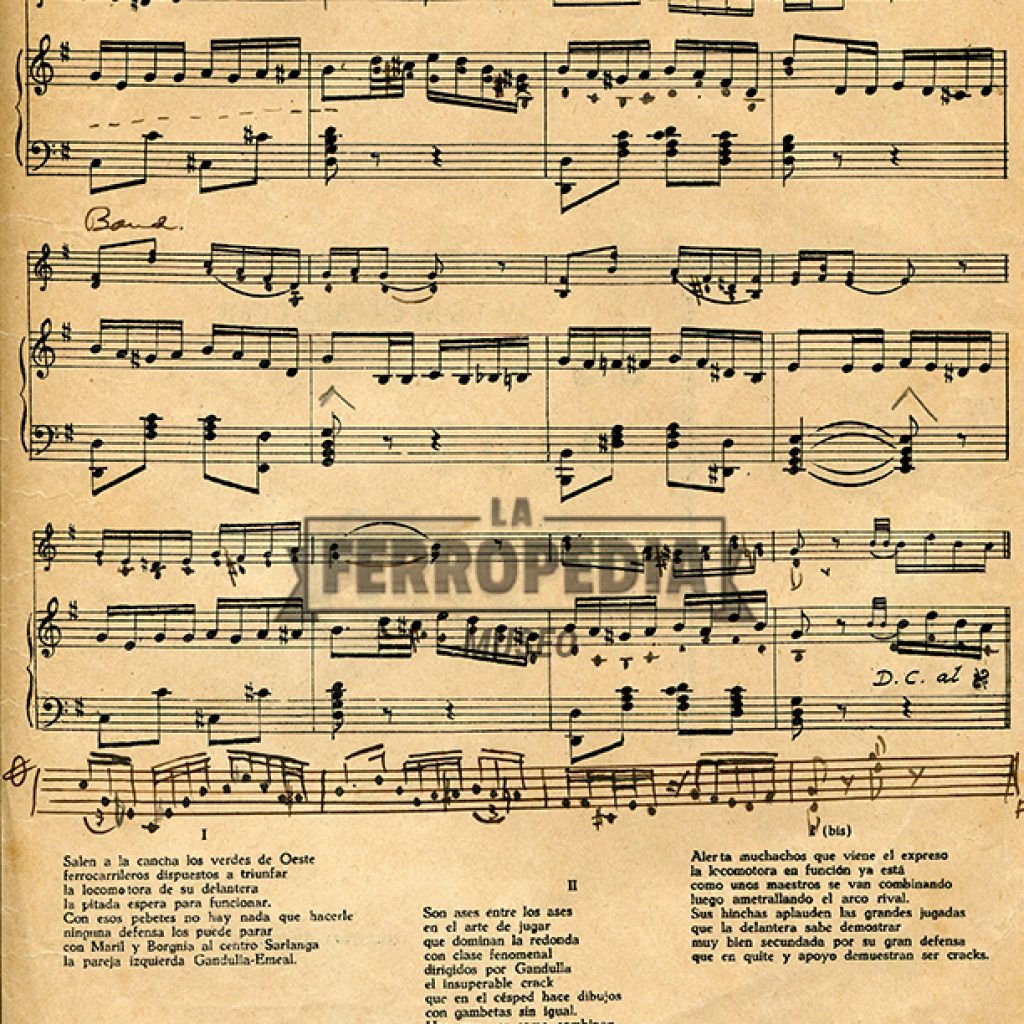 Band.
LA
FERROPEDIA
MUSEO
D. C. al
I
Salen a la cancha los verdes de Oeste
ferrocarrileros dispuestos a triunfar
la locomotora de su delantera
la pitada espera para funcionar.
Con esos pebetes no hay nada que hacerle
ninguna defensa los puede parar
con Maril y Borgnia al centro Sarlanga
la pareja izquierda Gandulla-Emeal.
II
Son ases entre los ases
en el arte de jugar
que dominan la redonda
con clase fenomenal
dirigidos por Gandulla
el insuperable crack
que en el césped hace dibujos
con gambetas sin igual.
I (bis)
Alerta muchachos que viene el expreso
la locomotora en función ya está
como unos maestros se van combinando
luego ametrallando el arco rival.
Sus hinchas aplauden las grandes jugadas
que la delantera sabe demostrar
muy bien secundada por su gran defensa
que en quite y apoyo demuestran ser cracks.